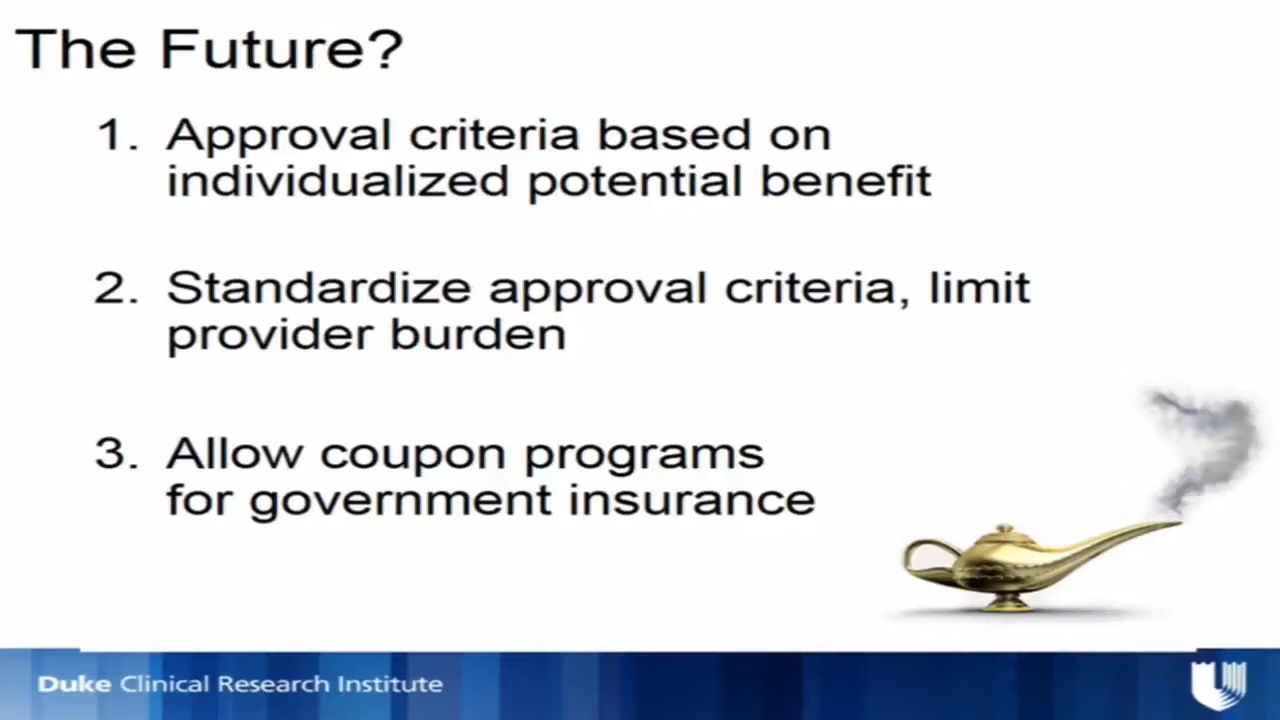 The Future?
1. Approval criteria based on
individualized potential benefit
2. Standardize approval criteria, limit
provider burden
3. Allow coupon programs
for government insurance
Duke Clinical Research Institute